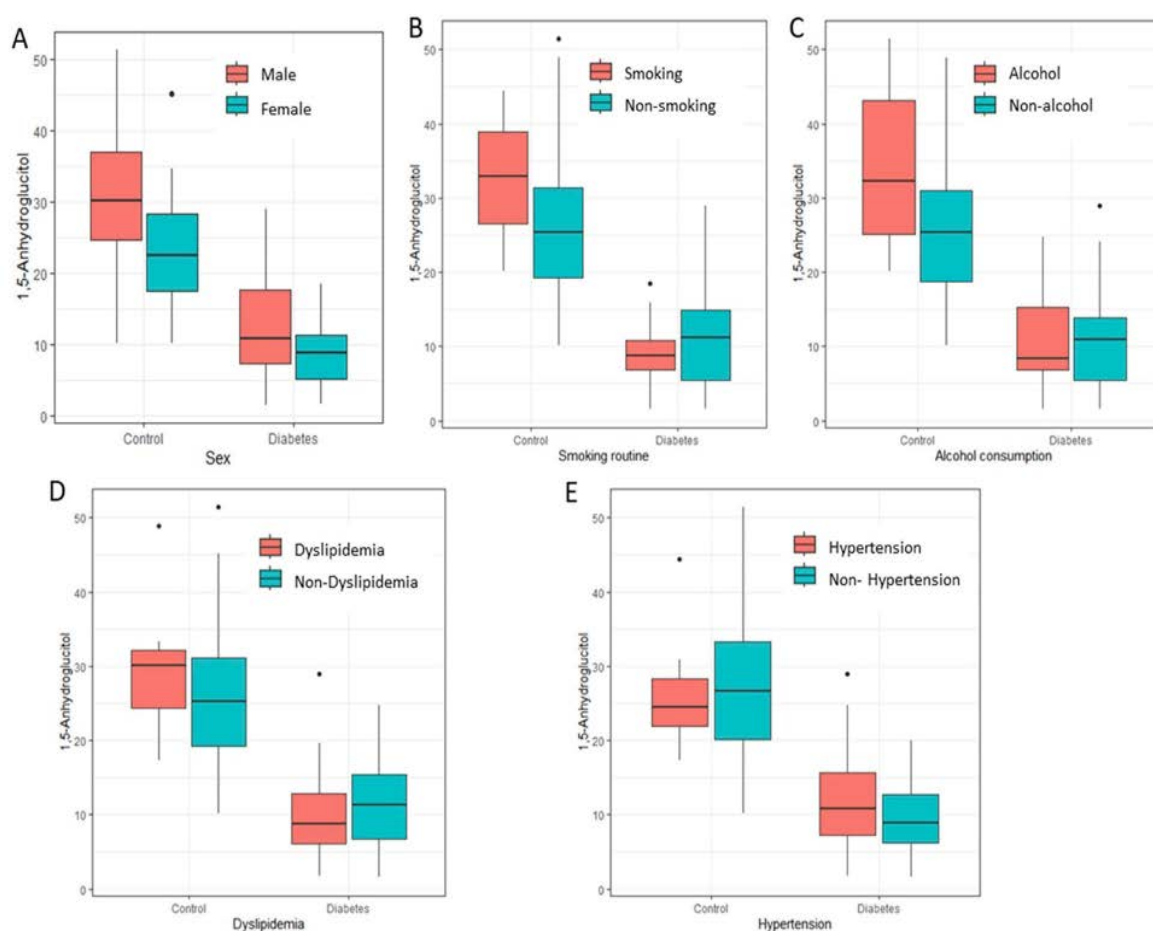 A
1,5-Anhydroglucitol
50
40
30
20
10
0
Male
Female
Control
Diabetes
Sex
B
1,5-Anhydroglucitol
50
40
30
20
10
0
Smoking
Non-smoking
Control
Diabetes
Smoking routine
C
1,5-Anhydroglucitol
50
40
30
20
10
0
Alcohol
Non-alcohol
Control
Diabetes
Alcohol consumption
D
1,5-Anhydroglucitol
50
40
30
20
10
0
Dyslipidemia
Non-Dyslipidemia
Control
Diabetes
Dyslipidemia
E
1,5-Anhydroglucitol
50
40
30
20
10
0
Hypertension
Non- Hypertension
Control
Diabetes
Hypertension